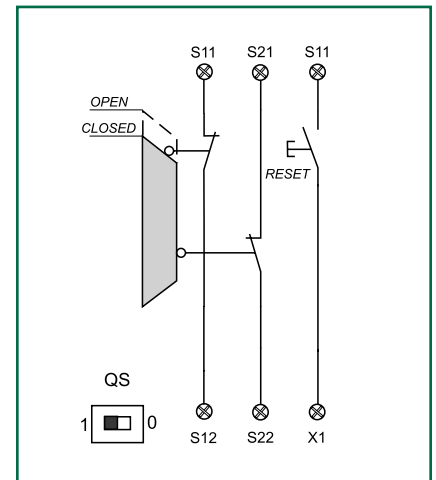 S11 S21 S11
OPEN
CLOSED
RESET
QS
1 0
S12 S22 X1